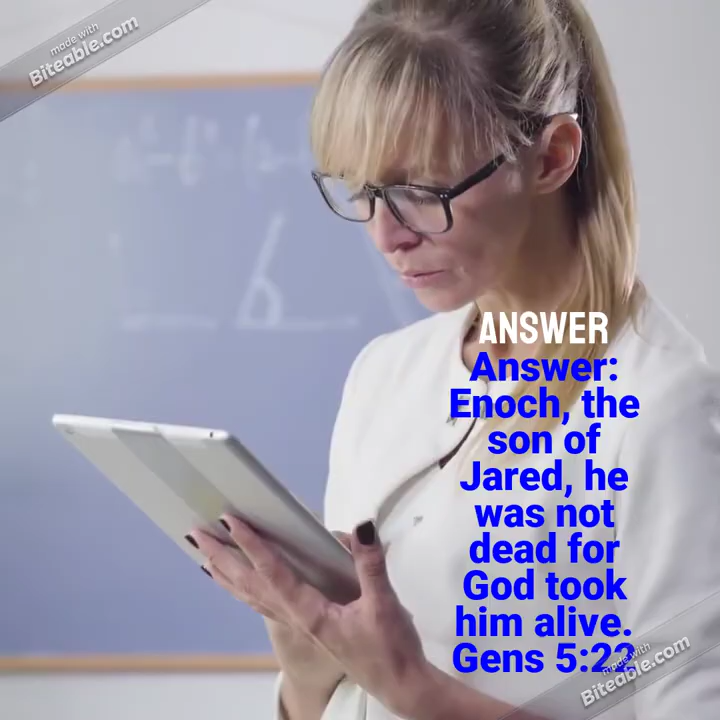 made with
Biteable.com
ANSWER
Answer:
Enoch, the
son of
Jared, he
was not
dead for
God took
him alive.
Gens 5:22
made with
Biteable.com